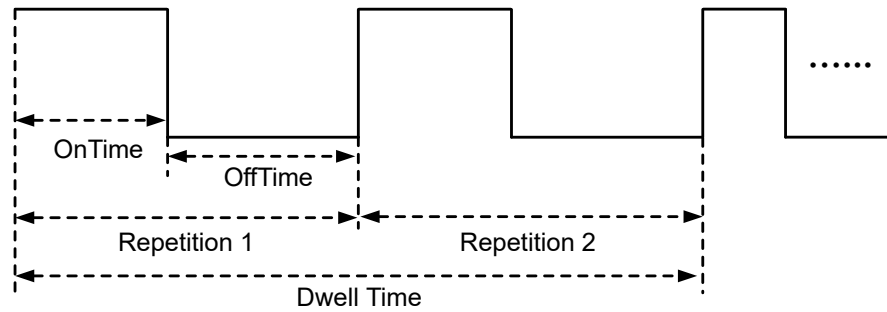 ......
OnTime
OffTime
Repetition 1
Repetition 2
Dwell Time